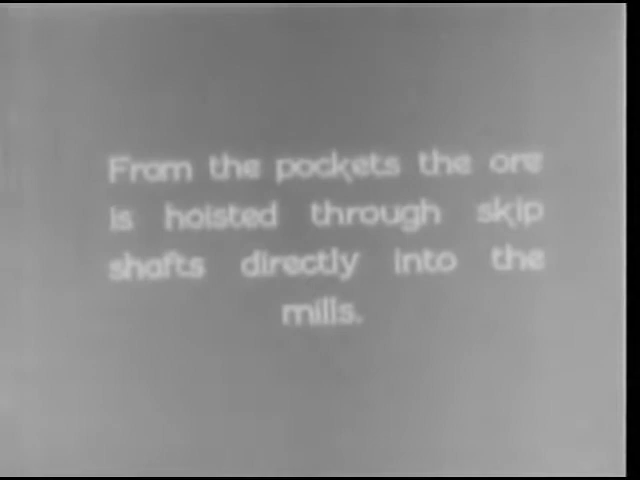 From the pockets the ore
is hoisted through skip
shafts directly into the
mills.